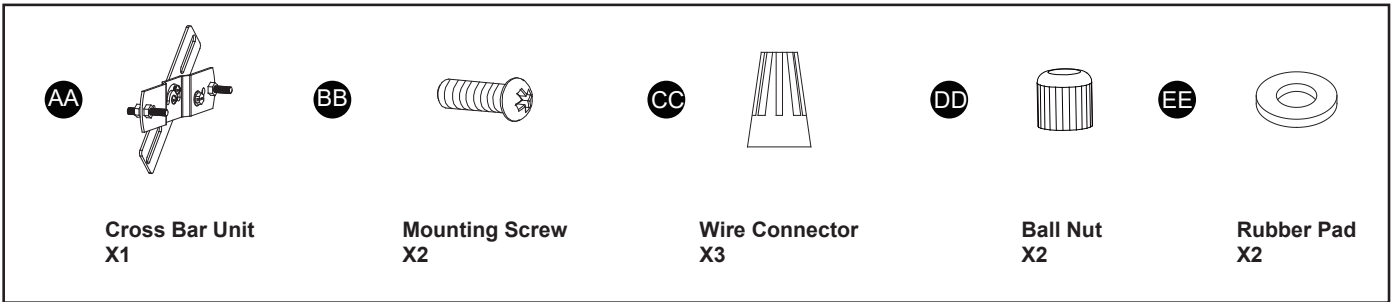 AA
BB
CC
DD
EE
Cross Bar Unit
X1
Mounting Screw
X2
Wire Connector
X3
Ball Nut
X2
Rubber Pad
X2